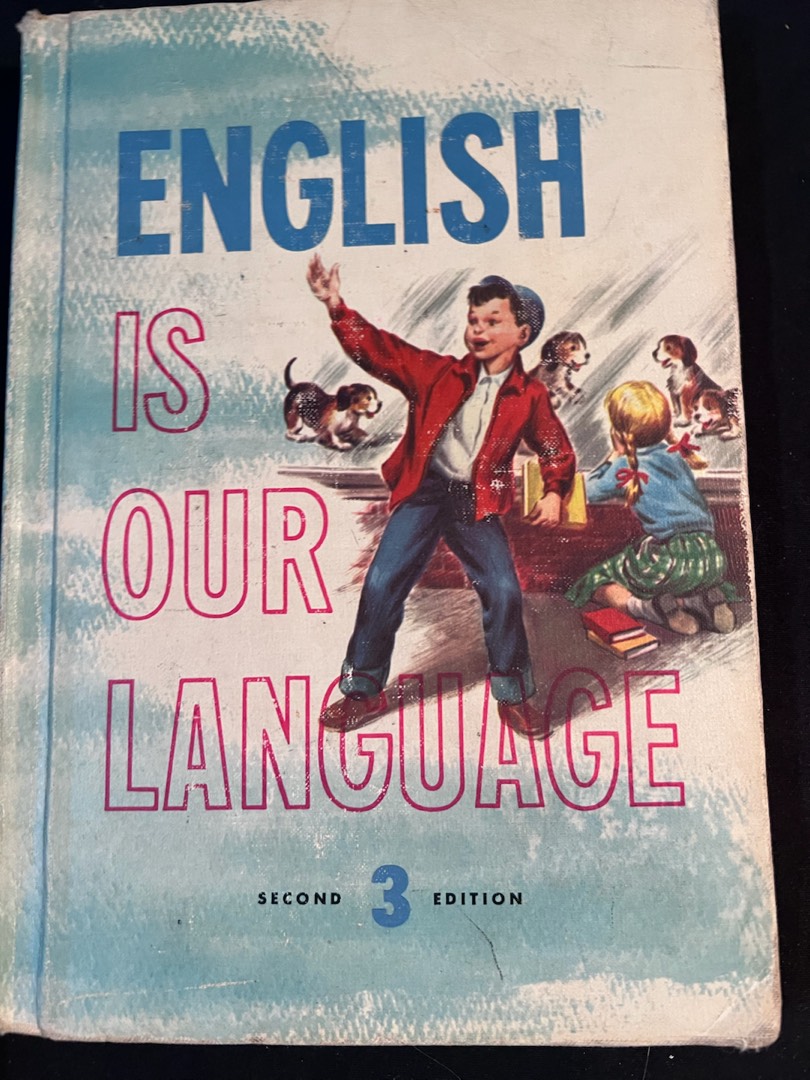 ENGLISH
IS
OUR
LANGUAGE
SECOND 3 EDITION